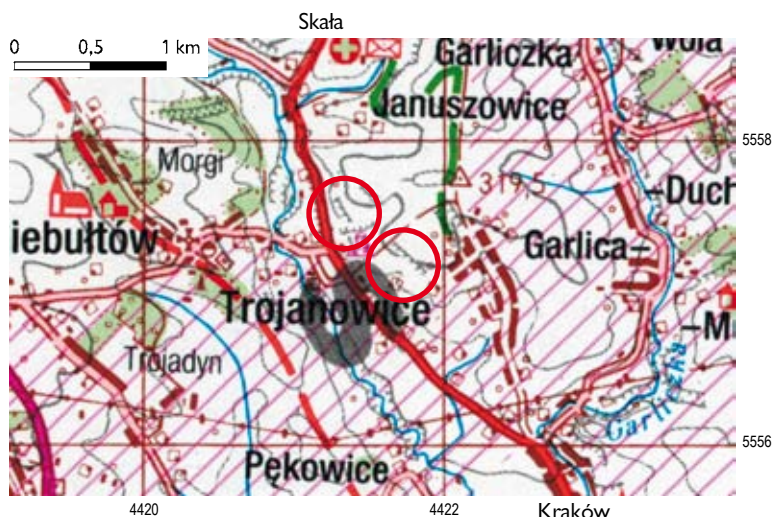 Skała
0 0,5 1 km
Garliczka
Januszowice
5558
Morgi
319,5
–Duch
iebułtów
Garlica–
Trojanowice
–M
Trojadyn
Garliczka
5556
Pękowice
4420 4422 Kraków